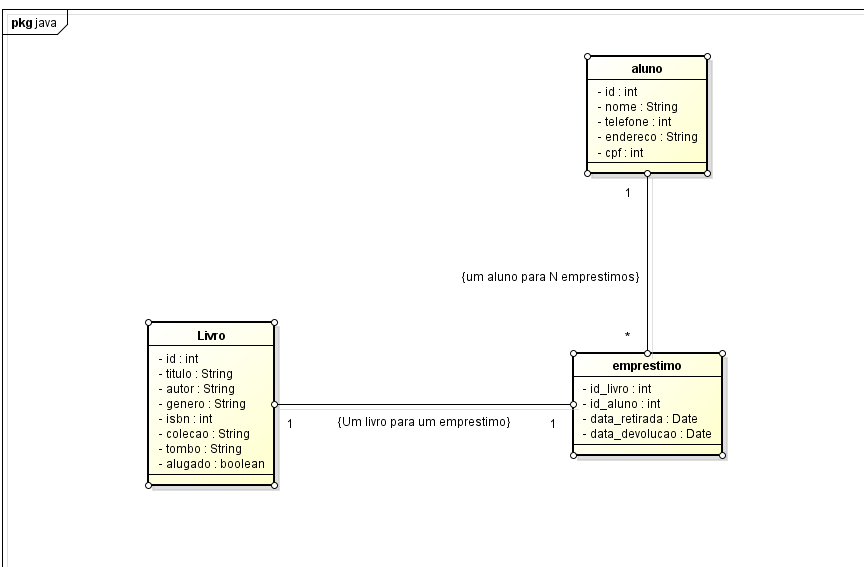 pkg java
aluno
- id : int
- nome : String
- telefone : int
- endereco : String
- cpf : int
1
{um aluno para N emprestimos}
*
Livro
- id : int
- titulo : String
- autor : String
- genero : String
- isbn : int
- colecao : String
- tombo : String
- alugado : boolean
1
{Um livro para um emprestimo}
1
emprestimo
- id_livro : int
- id_aluno : int
- data_retirada : Date
- data_devolucao : Date